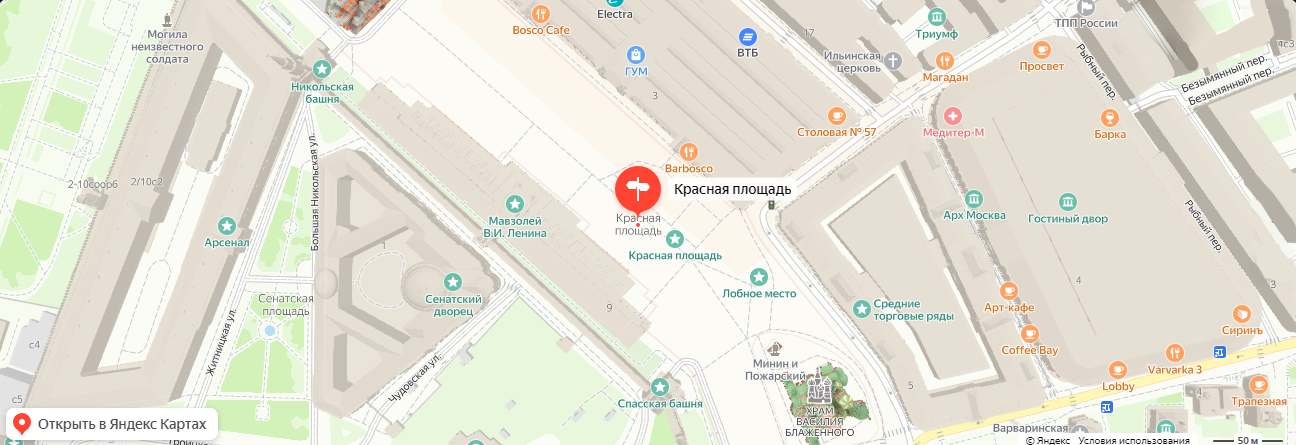 Electra
Bosco Cafe
17
ТПП России
Триумф
4с3
Могила
неизвестного
солдата
ВТБ
ГУМ
Ильинская
церковь
Просвет
Рыбный пер.
Безымянный пер.
Безымянный пер.
Магадан
Никольская
башня
3
Столовая № 57
Медитер-М
Барка
Большая Никольская ул.
Barbosco
2-10соор6
2/10с2
Красная площадь
Мавзолей
В.И. Ленина
Красная
площадь
Арх Москва
Гостиный двор
Рыбный пер.
Арсенал
1
Красная площадь
Сенатский
дворец
Лобное место
4
Сенатская
площадь
9
Средние
торговые ряды
Арт-кафе
Сиринъ
Житницкая ул.
с4
Coffee Bay
Чудовская ул.
Минин и
Пожарский
Varvarka 3
Lobby
5
Трапезная
с5
Спасская башня
ХРАМ
ВАСИЛИЯ
БЛАЖЕННОГО
Открыть в Яндекс Картах
Варваринская
Троицкая
© Яндекс Условия использования
50 м